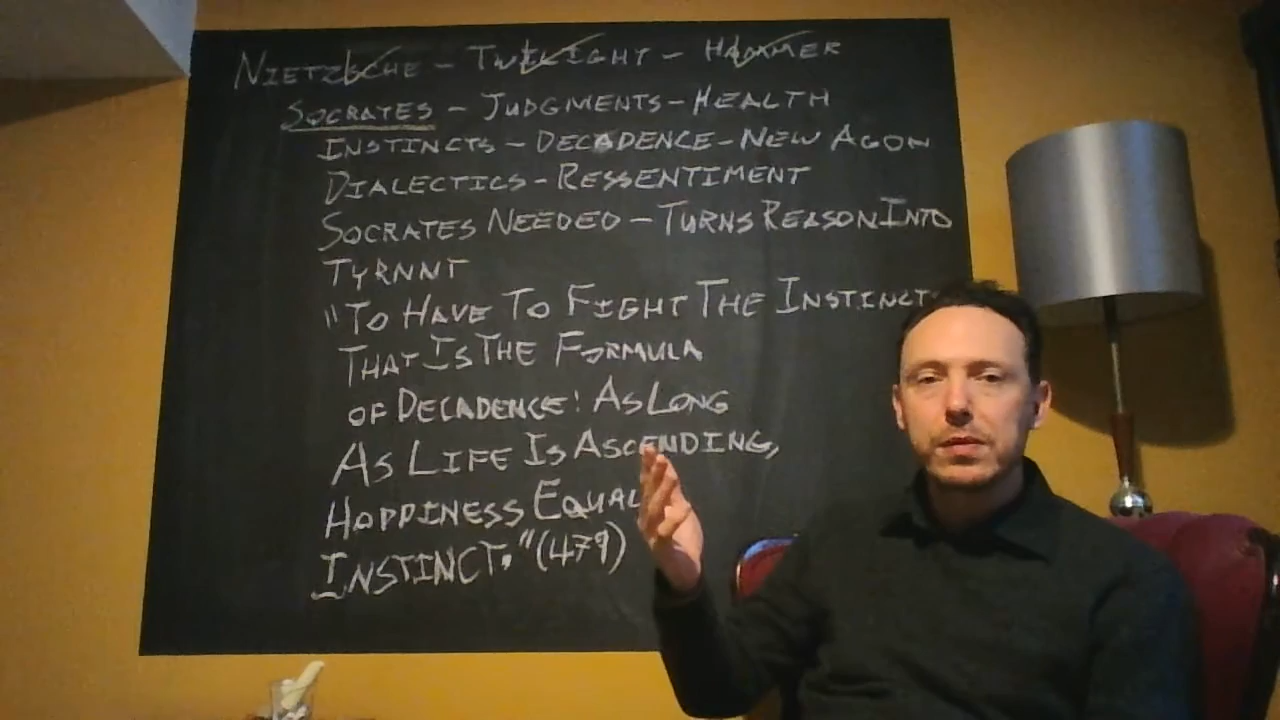 NIETZSCHE - TWILIGHT - HAMMER
SOCRATES - JUDGMENTS - HEALTH
INSTINCTS - DECADENCE - NEW AGON
DIALECTICS - RESSENTIMENT
SOCRATES NEEDED - TURNS REASON INTO
TYRNNT
"TO HAVE TO FIGHT THE INSTINCTS
THAT IS THE FORMULA
OF DECADENCE: AS LONG
AS LIFE IS ASCENDING,
HAPPINESS EQUAL
INSTINCT." (479)